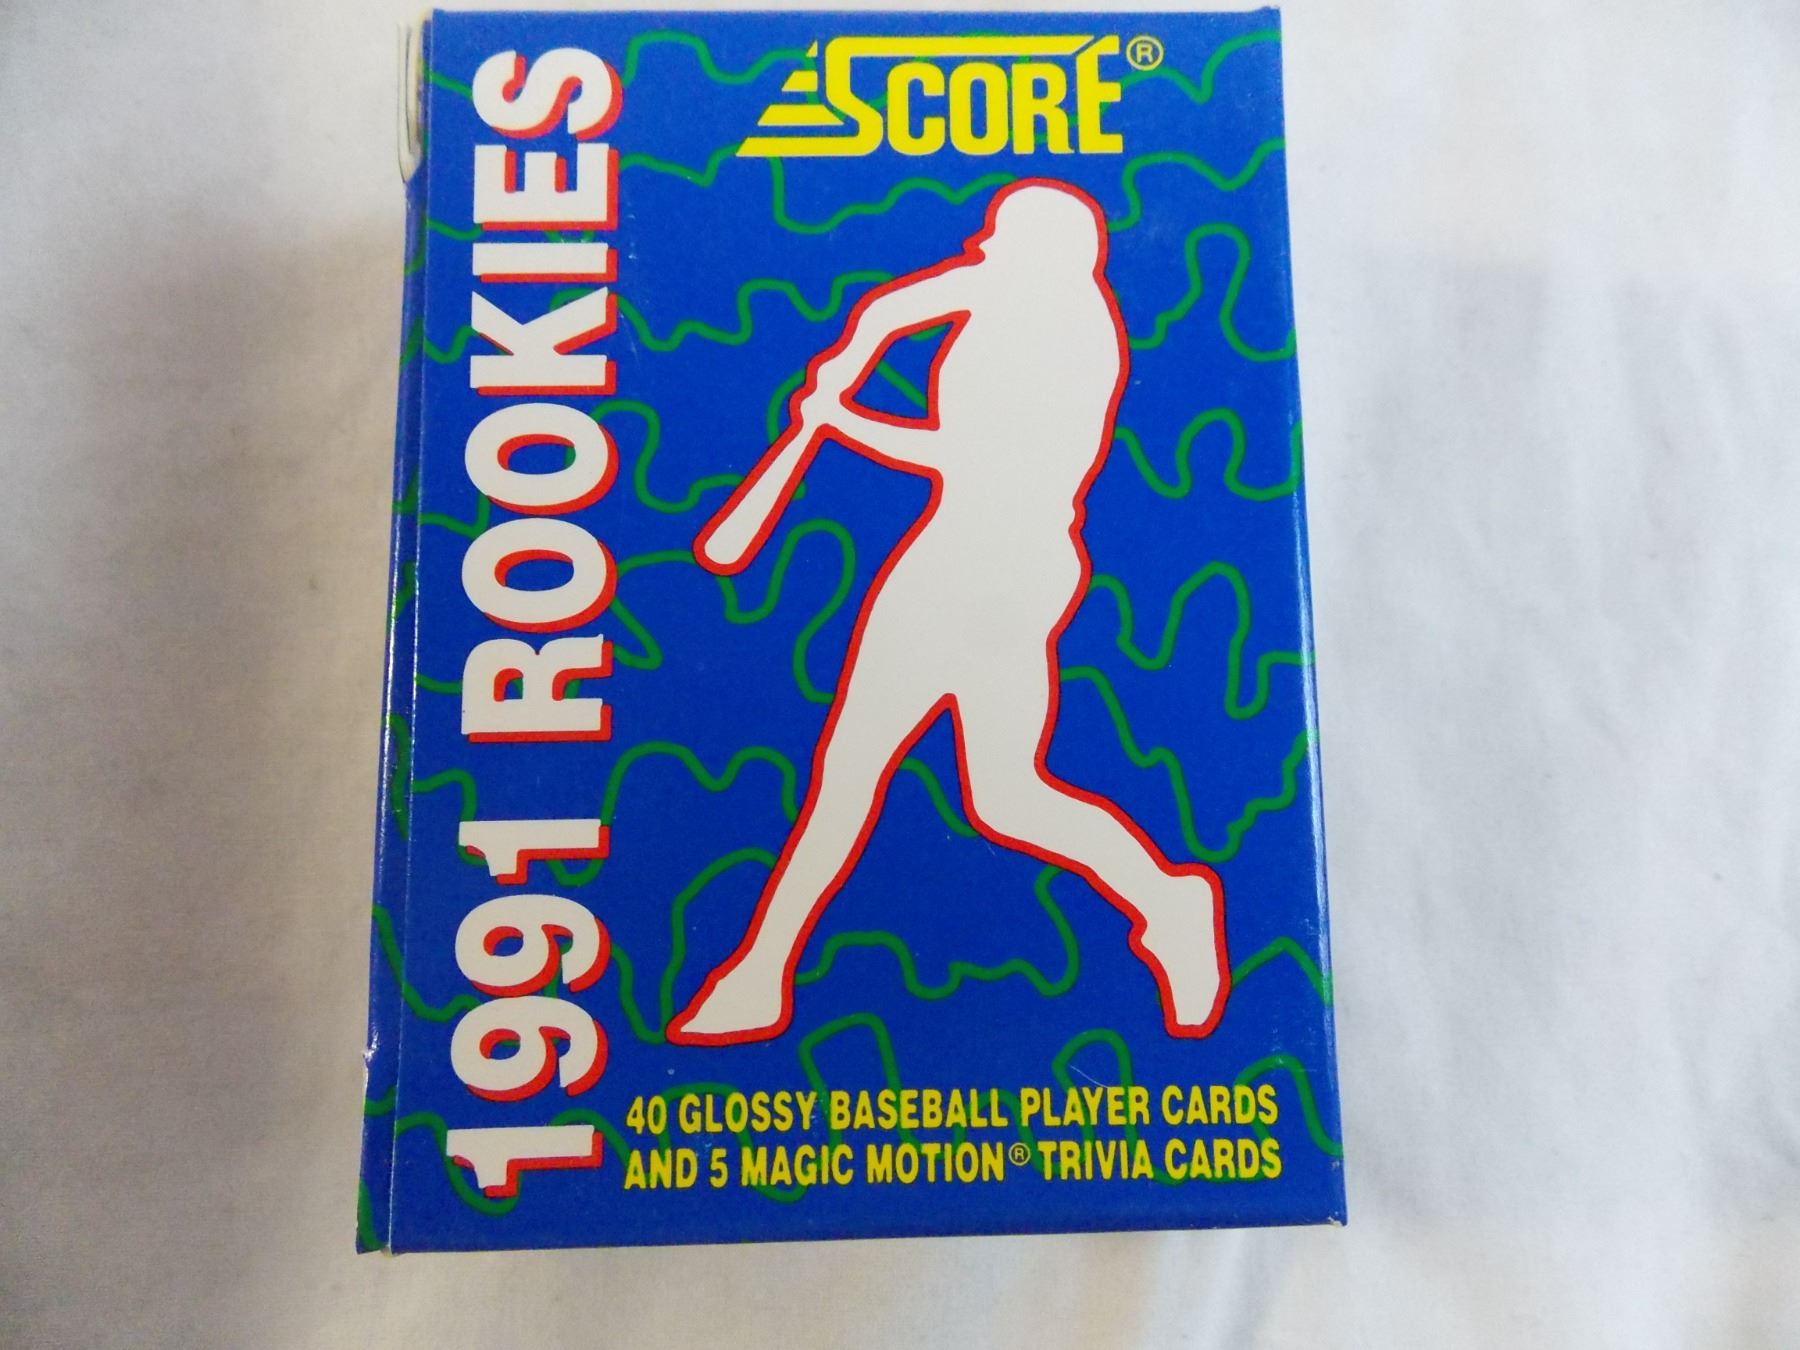 SCORE®
1991 ROOKIES
40 GLOSSY BASEBALL PLAYER CARDS
AND 5 MAGIC MOTION® TRIVIA CARDS